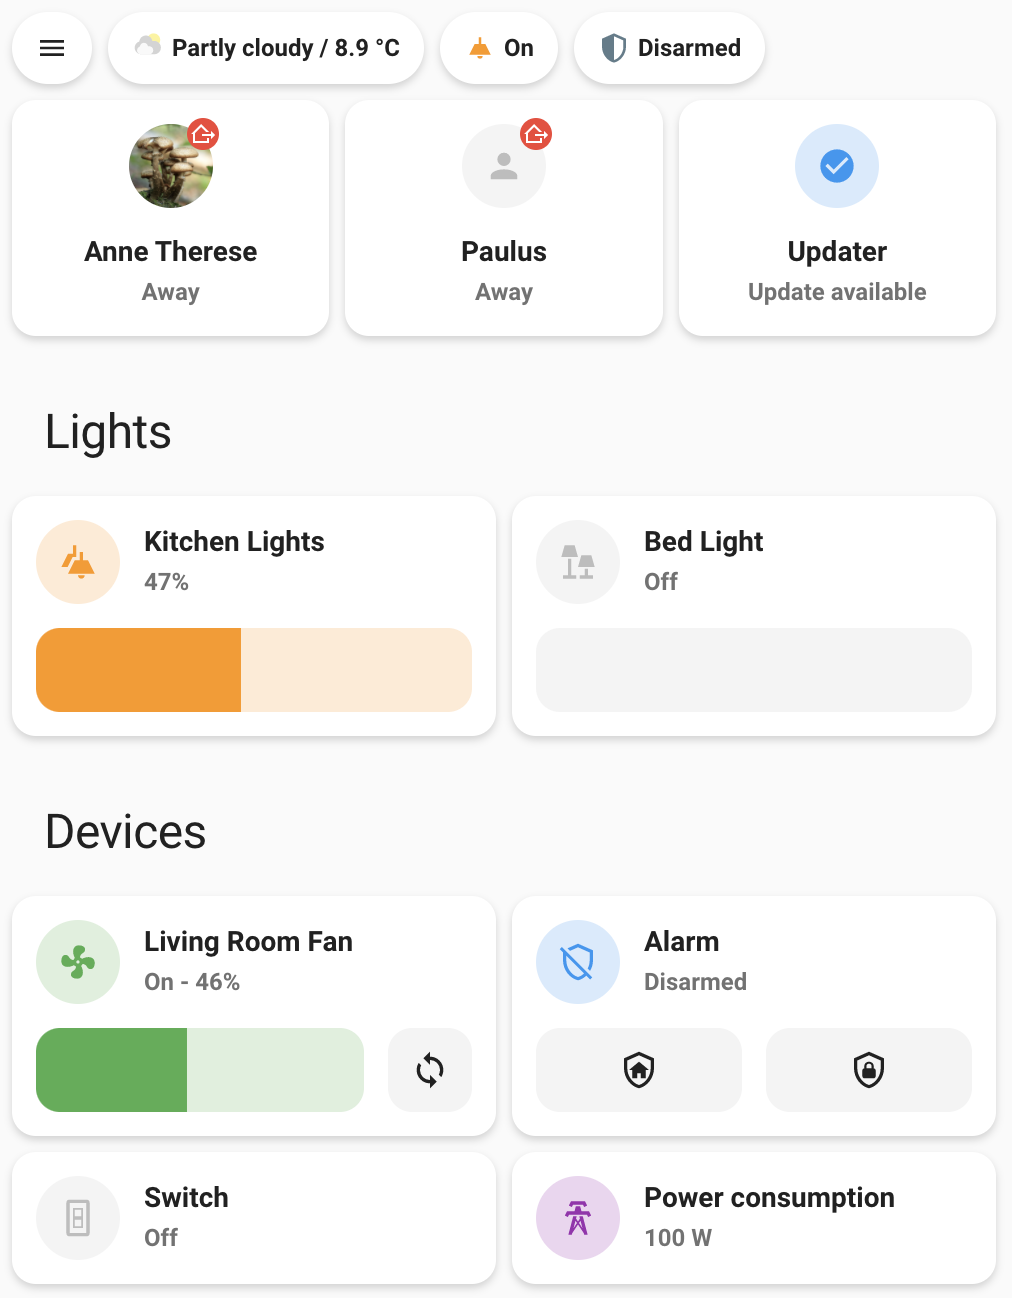 Partly cloudy / 8.9 °C
On
Disarmed
Anne Therese
Away
Paulus
Away
Updater
Update available
Lights
Kitchen Lights
47%
Bed Light
Off
Devices
Living Room Fan
On - 46%
Alarm
Disarmed
Switch
Off
Power consumption
100 W